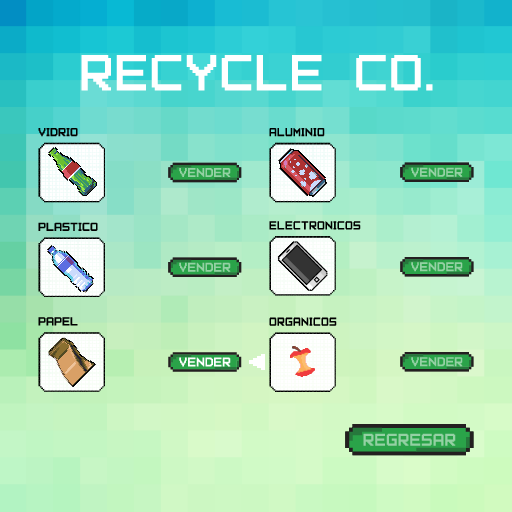 RECYCLE CO.
VIDRIO
VENDER
ALUMINIO
VENDER
PLASTICO
VENDER
ELECTRONICOS
VENDER
PAPEL
VENDER
ORGANICOS
VENDER
REGRESAR